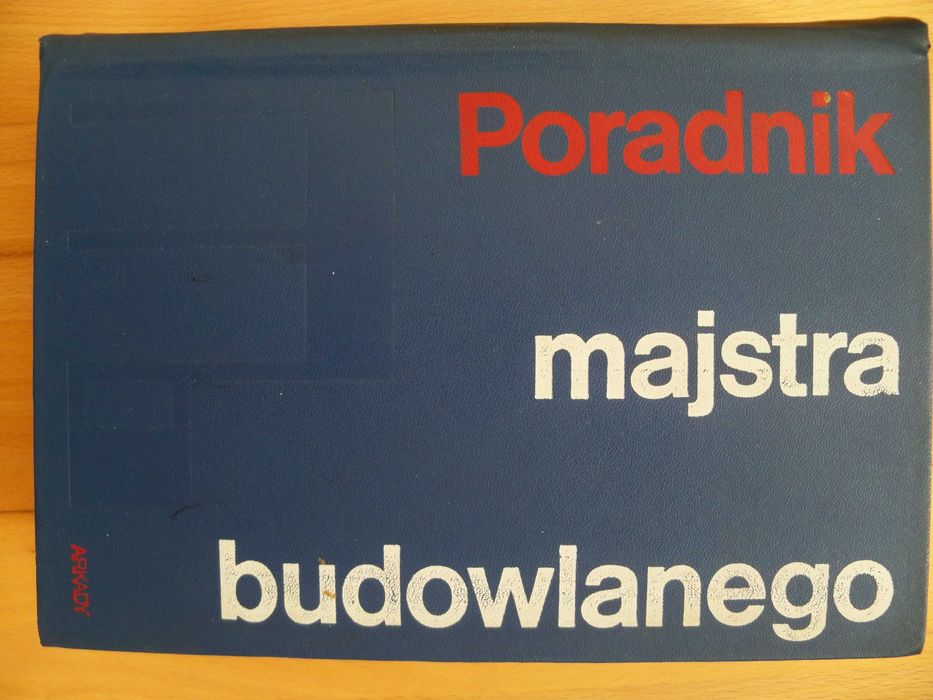 Poradnik
majstra
budowlanego
ARKADY